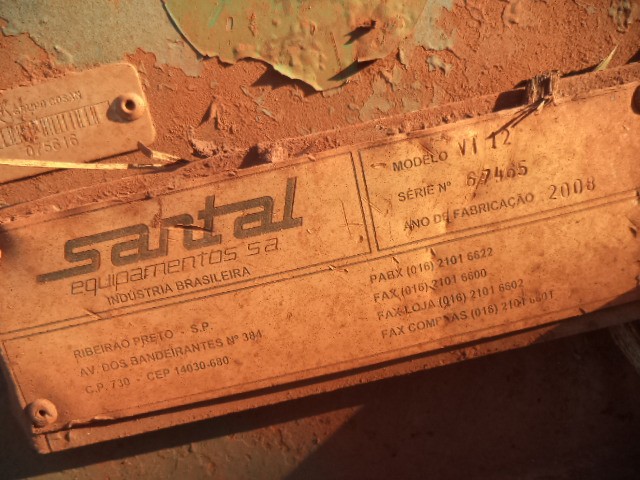 075615
santal
equipamentos s.a.
INDÚSTRIA BRASILEIRA
MODELO VT 12
SÉRIE Nº 67465
ANO DE FABRICAÇÃO 2008
RIBEIRÃO PRETO - S.P.
AV. DOS BANDEIRANTES Nº 384
C.P. 730 - CEP 14030-680
PABX (016) 2101 6622
FAX (016) 2101 6600
FAX-LOJA (016) 2101 6602
FAX COMPRAS (016) 2101 6601